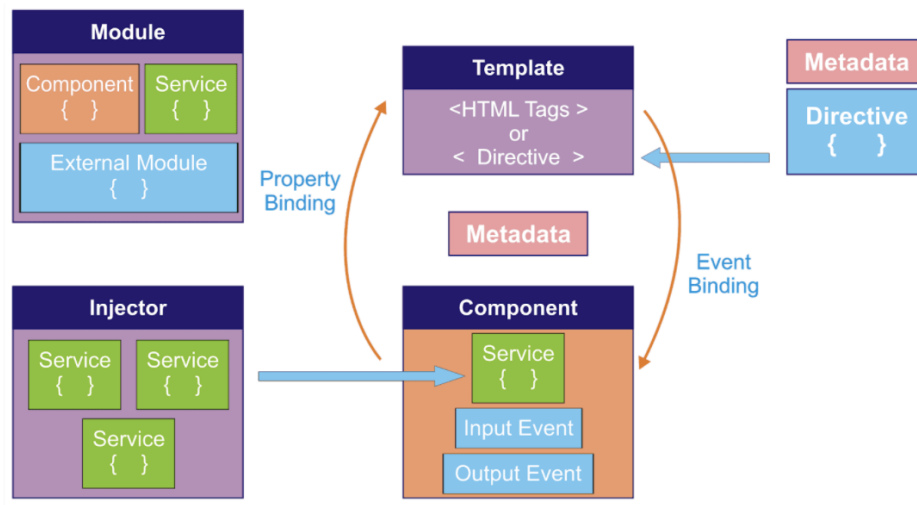 Module
Component
{ }
Service
{ }
External Module
{ }
Template
<HTML Tags >
or
< Directive >
Metadata
Directive
{ }
Property
Binding
Metadata
Event
Binding
Injector
Service
{ }
Service
{ }
Service
{ }
Component
Service
{ }
Input Event
Output Event